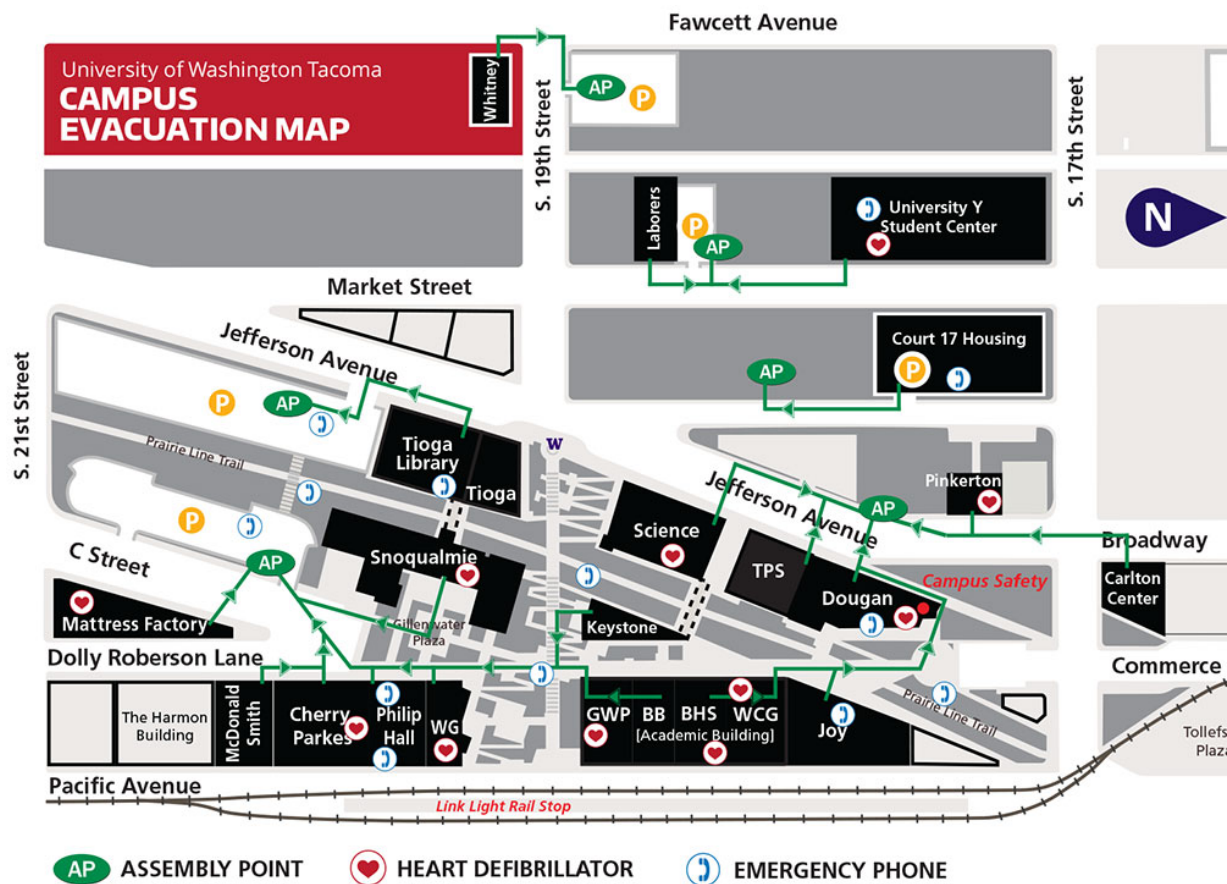 Fawcett Avenue
University of Washington Tacoma
CAMPUS
EVACUATION MAP
Whitney
S. 19th Street
AP
P
S. 17th Street
Laborers
P
AP
University Y
Student Center
N
Market Street
Jefferson Avenue
S. 21st Street
AP
P
Prairie Line Trail
Tioga
Library
Tioga
W
AP
Court 17 Housing
P
Jefferson Avenue
AP
Pinkerton
P
AP
C Street
Snoqualmie
Gillenwater
Plaza
Science
TPS
Dougan
Campus Safety
Broadway
Carlton
Center
Mattress Factory
Keystone
Dolly Roberson Lane
Commerce
The Harmon
Building
McDonald
Smith
Cherry
Parkes
Philip
Hall
WG
GWP
BB
BHS
WCG
[Academic Building]
Joy
Prairie Line Trail
Tollefs
Plaza
Pacific Avenue
Link Light Rail Stop
AP ASSEMBLY POINT
HEART DEFIBRILLATOR
EMERGENCY PHONE